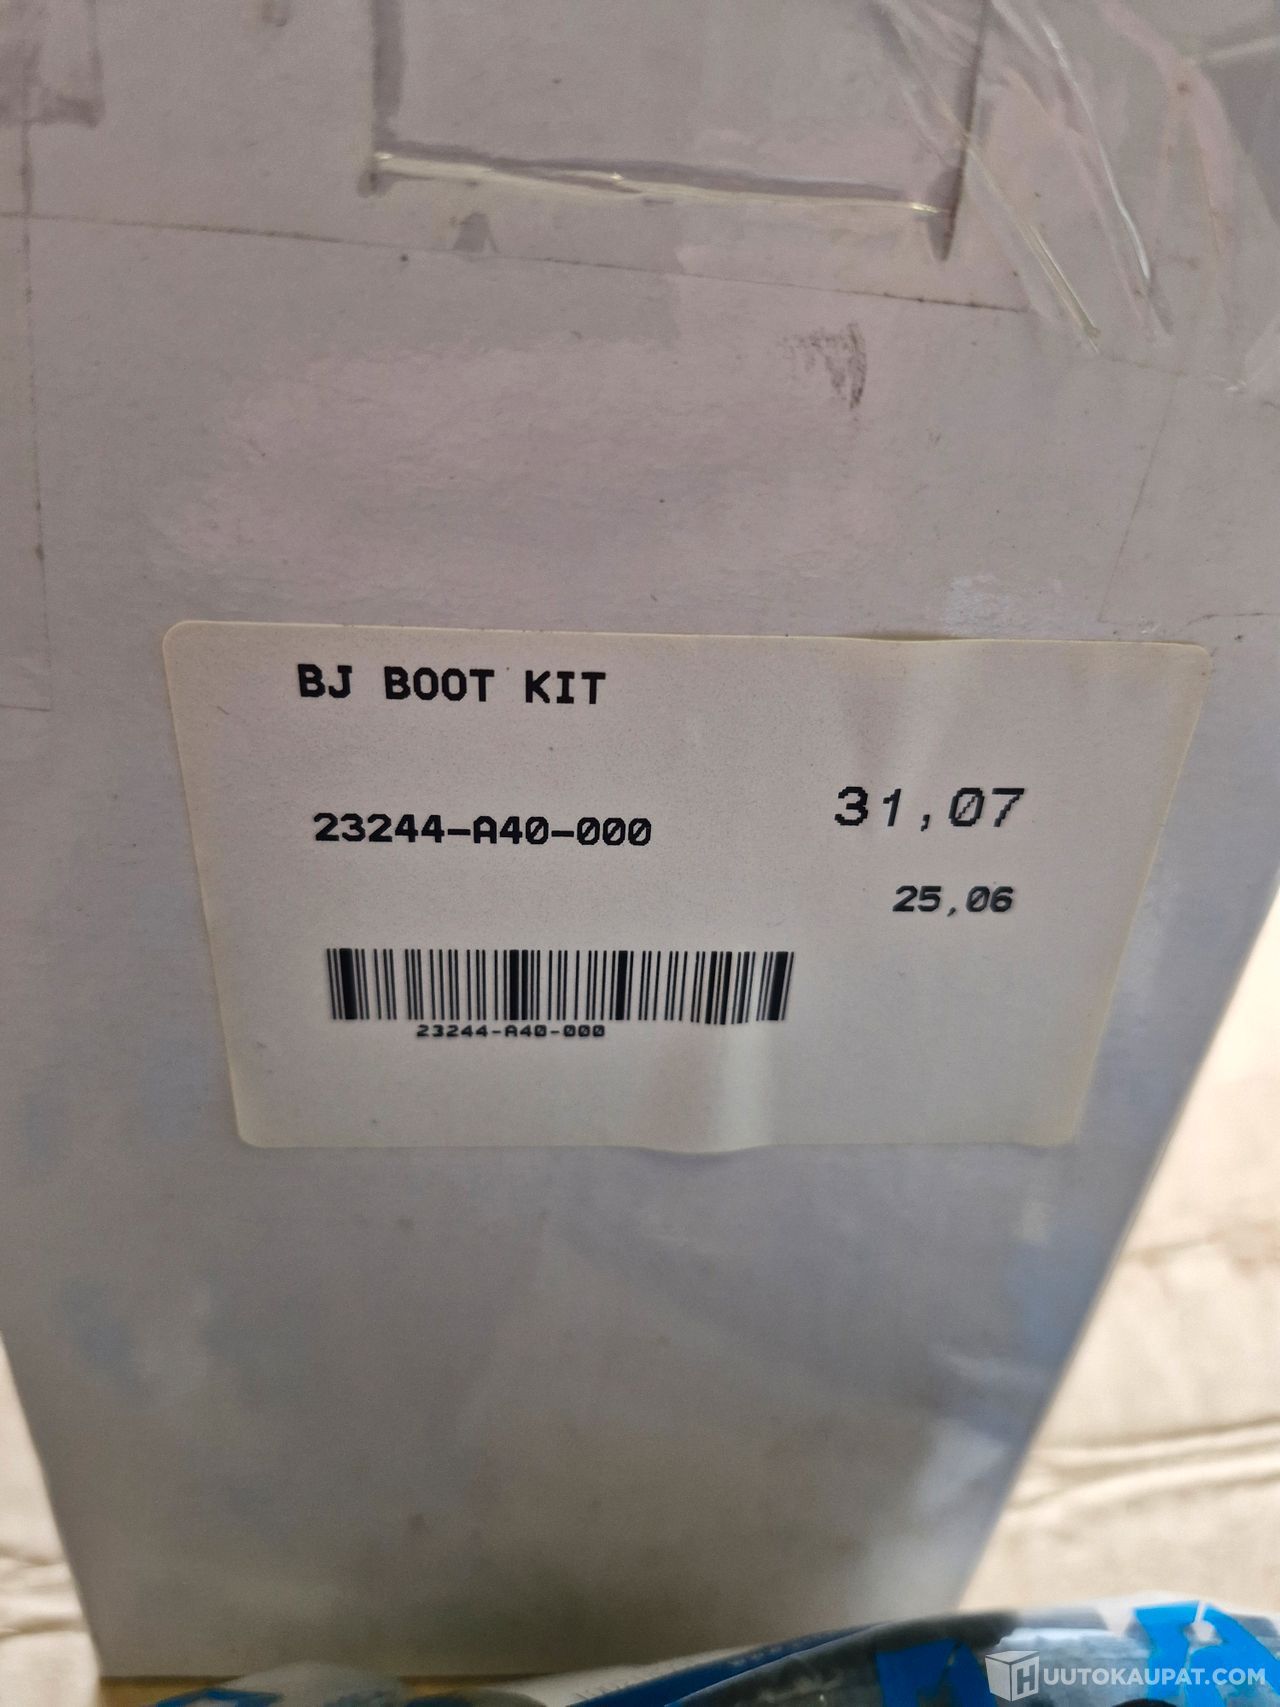 BJ BOOT KIT
23244-A40-000
31,07
25,06
23244-A40-000
HUUTOKAUPAT.COM